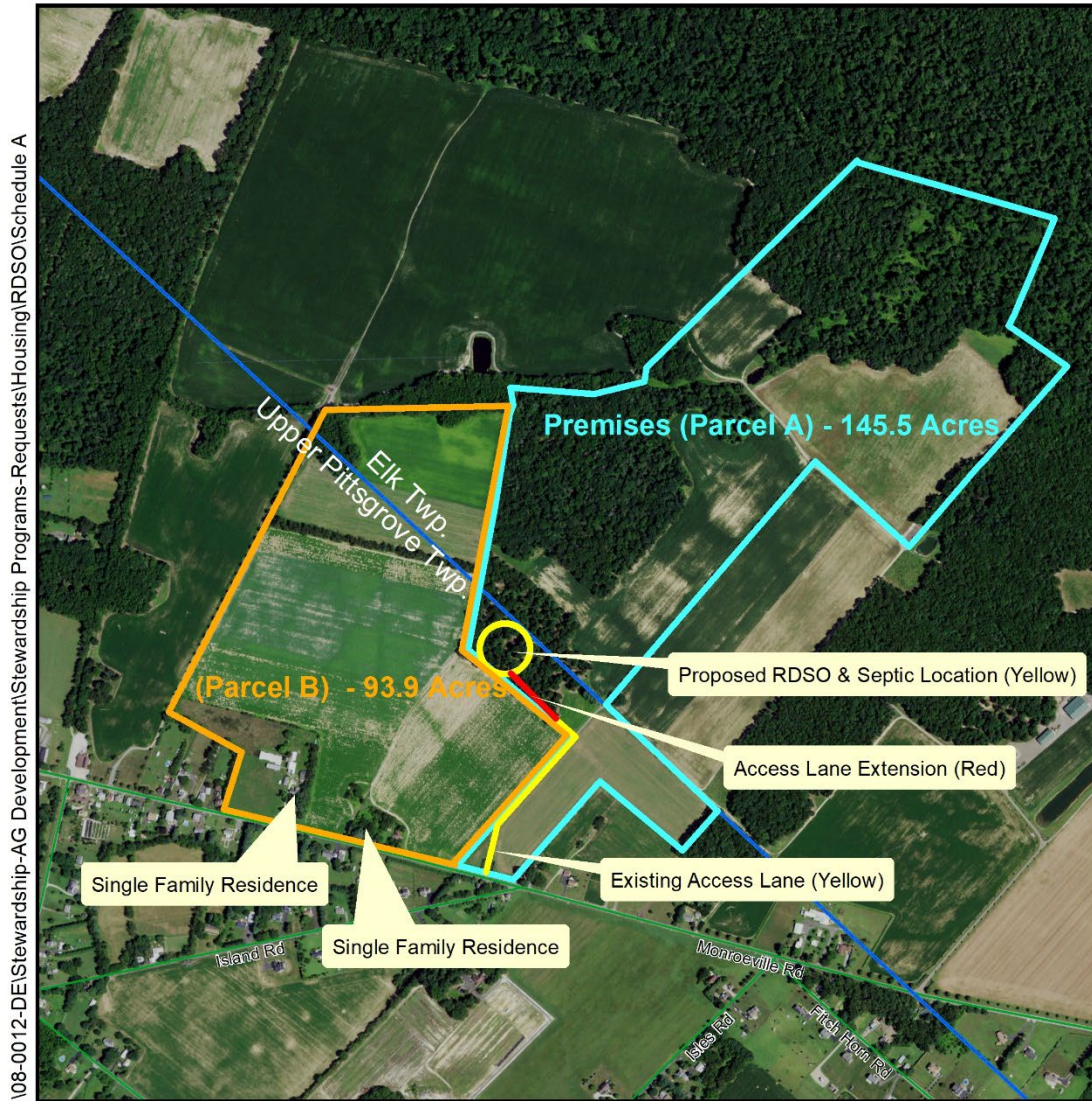 \08-0012-DE\Stewardship-AG Development\Stewardship Programs-Requests\Housing\RDSO\Schedule A
Premises (Parcel A) - 145.5 Acres
Elk Twp.
Upper Pittsgrove Twp.
(Parcel B) - 93.9 Acres
Proposed RDSO & Septic Location (Yellow)
Access Lane Extension (Red)
Existing Access Lane (Yellow)
Single Family Residence
Single Family Residence
Island Rd
Monroeville Rd
Isles Rd
Fitch Horn Rd